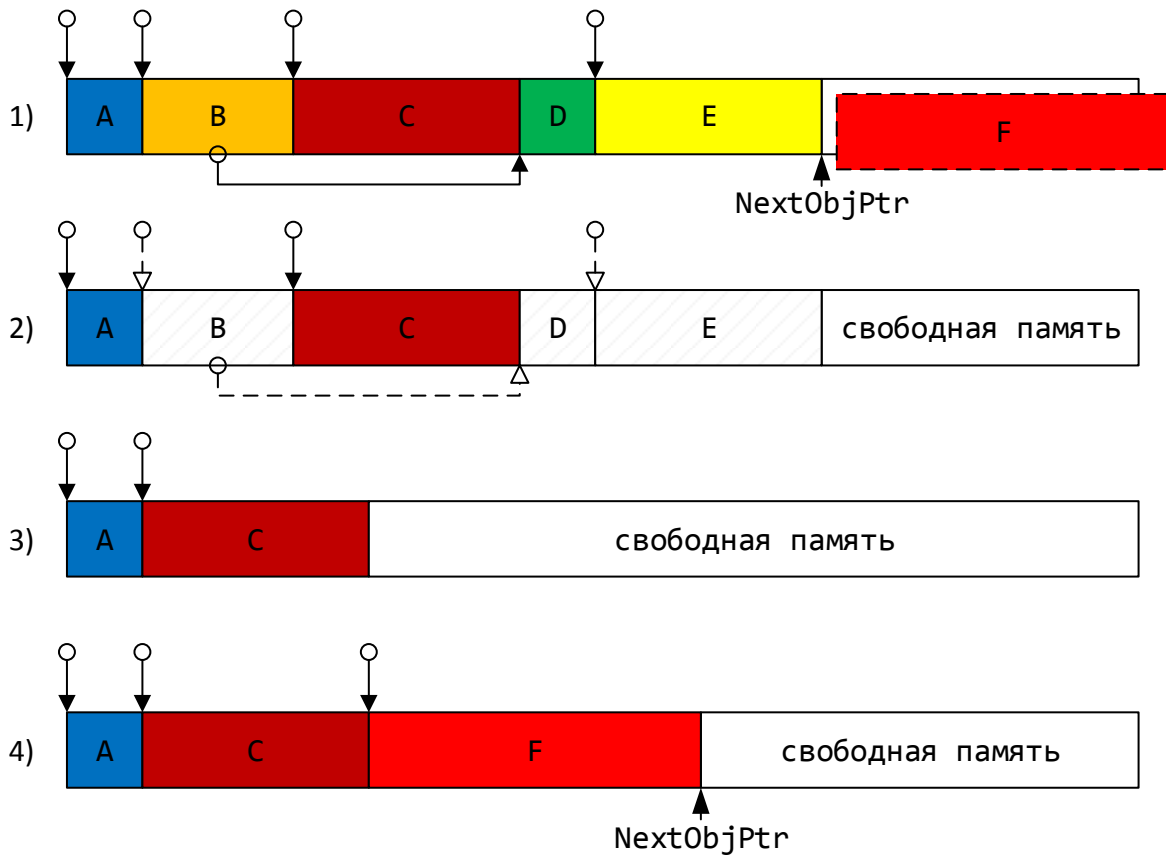 1) A B C D E F
NextObjPtr
2) A B C D E свободная память
3) A C свободная память
4) A C F свободная память
NextObjPtr